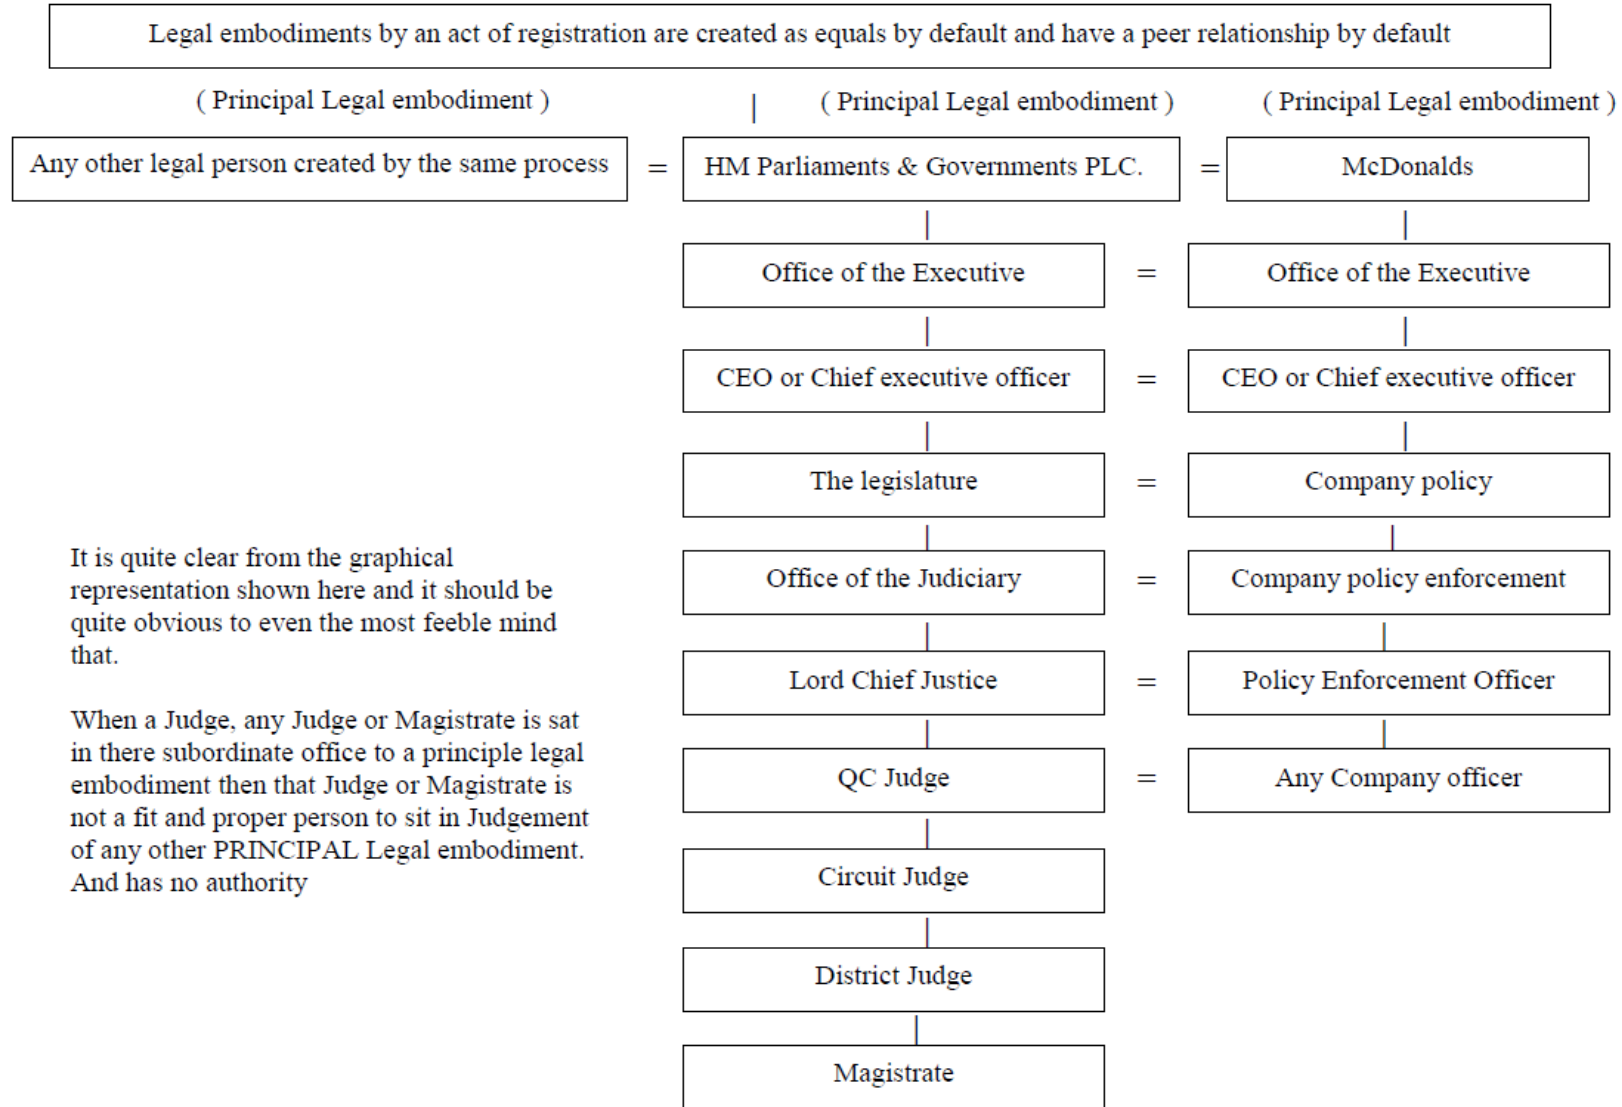 Legal embodiments by an act of registration are created as equals by default and have a peer relationship by default
( Principal Legal embodiment ) | ( Principal Legal embodiment ) ( Principal Legal embodiment )
Any other legal person created by the same process = HM Parliaments & Governments PLC. = McDonalds
Office of the Executive = Office of the Executive
CEO or Chief executive officer = CEO or Chief executive officer
The legislature = Company policy
Office of the Judiciary = Company policy enforcement
Lord Chief Justice = Policy Enforcement Officer
QC Judge = Any Company officer
Circuit Judge
District Judge
Magistrate
It is quite clear from the graphical
representation shown here and it should be
quite obvious to even the most feeble mind
that.
When a Judge, any Judge or Magistrate is sat
in there subordinate office to a principle legal
embodiment then that Judge or Magistrate is
not a fit and proper person to sit in Judgement
of any other PRINCIPAL Legal embodiment.
And has no authority